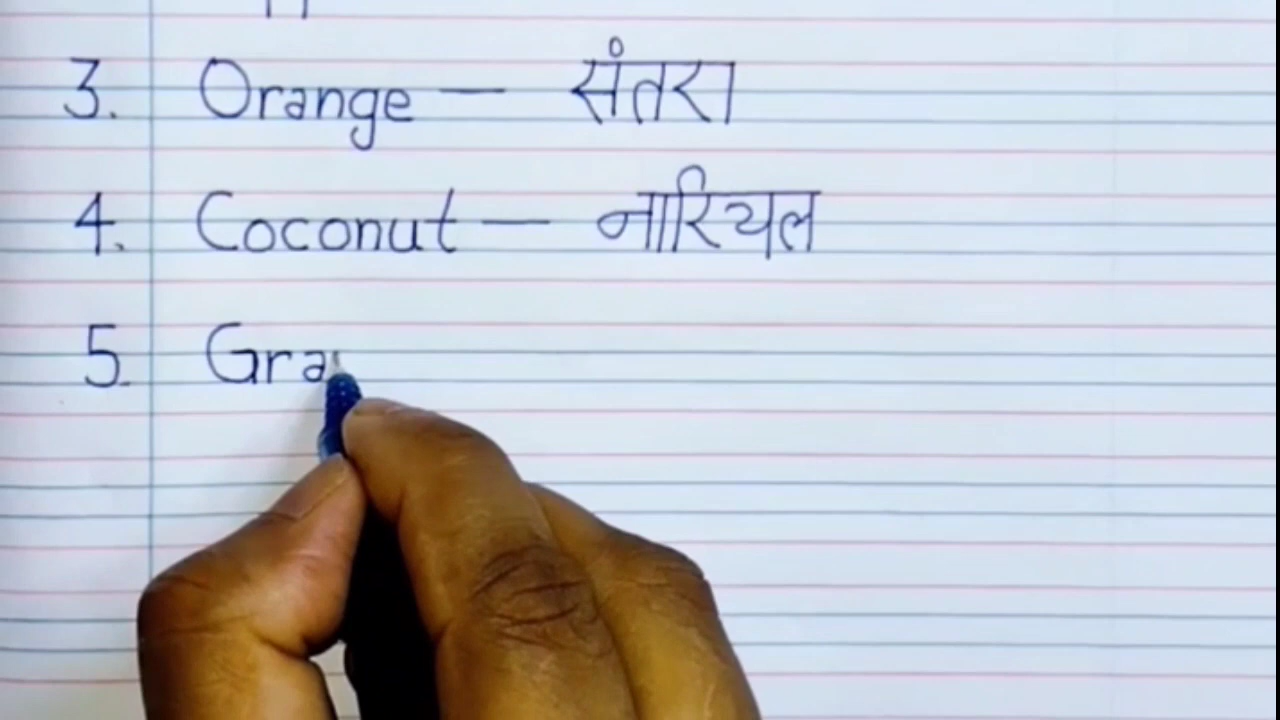 3. Orange — संतरा
4. Coconut — नारियल
5. Gra